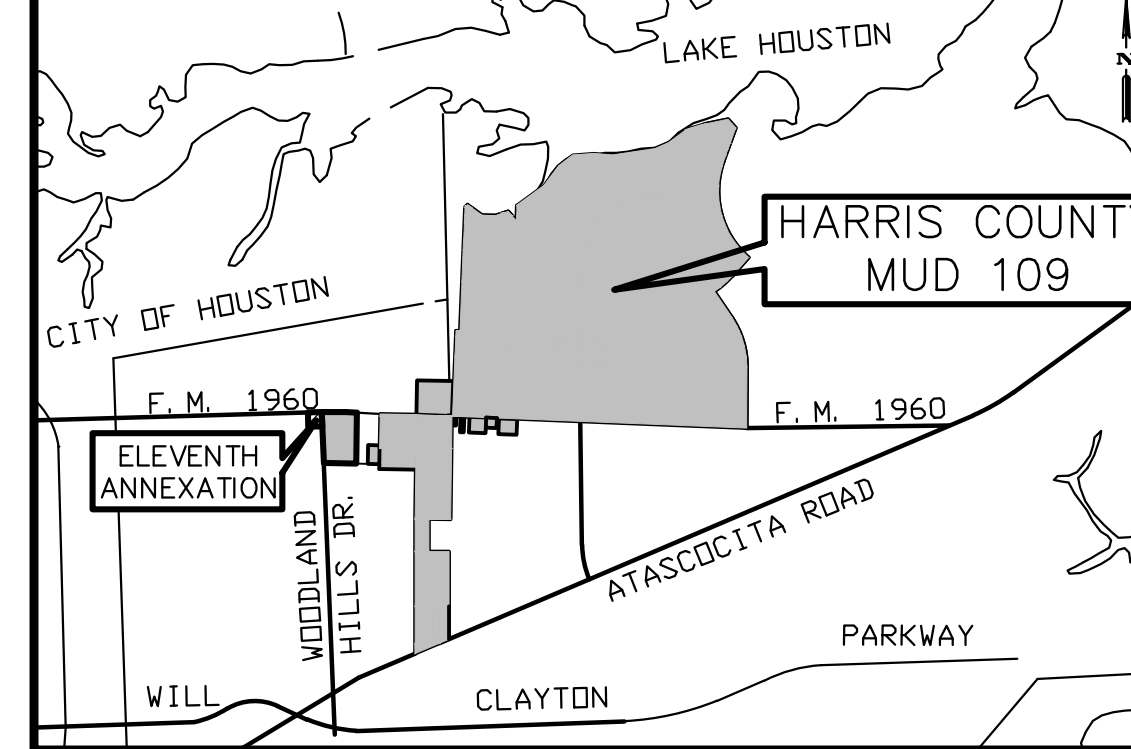 LAKE HOUSTON
N
HARRIS COUNTY
MUD 109
CITY OF HOUSTON
F. M. 1960
F. M. 1960
ELEVENTH
ANNEXATION
WOODLAND
HILLS DR.
ATASCOCITA ROAD
PARKWAY
WILL
CLAYTON